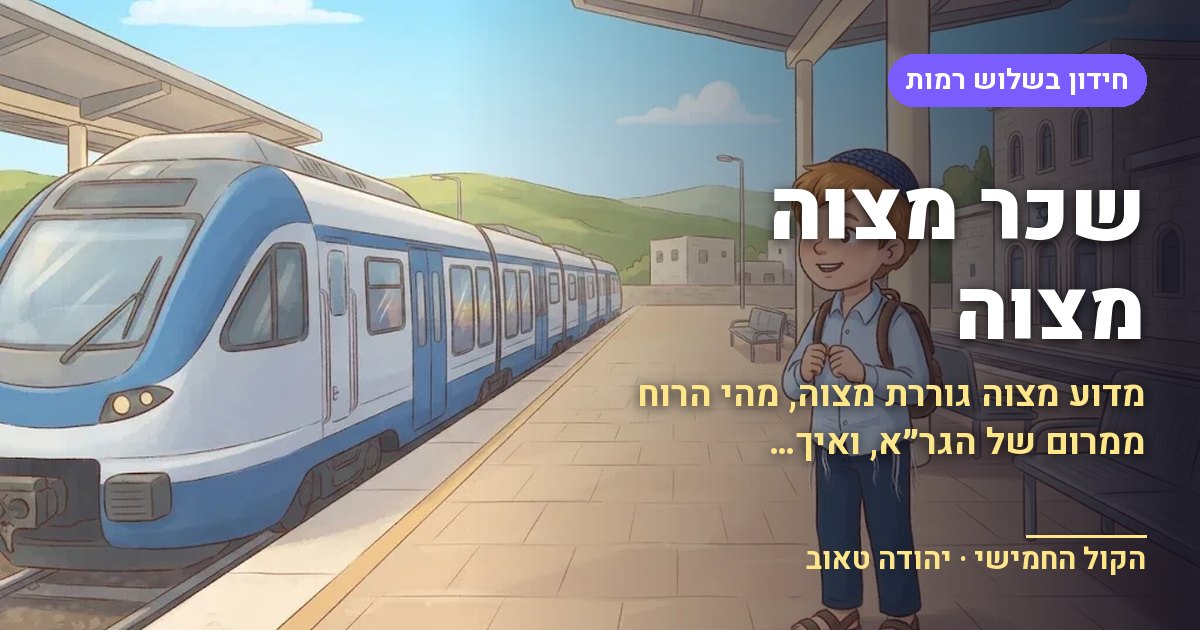 חידון בשלוש רמות
שכר מצוה
מצוה
מדוע מצוה גוררת מצוה, מהי הרוח
ממרום של הגר״א, ואיך...
הקול החמישי · יהודה טאוב